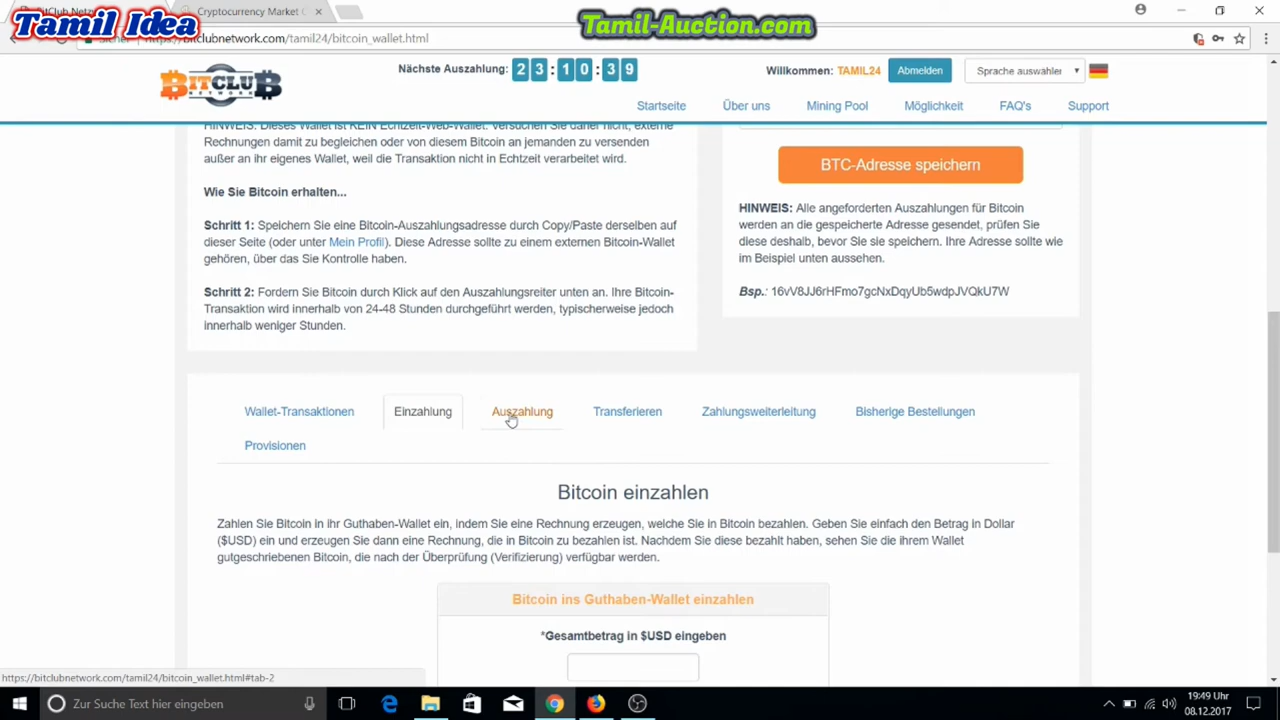 BitClub Netw
Cryptocurrency Market C
Tamil Idea
Tamil-Auction.com
Sicher
https://bitclubnetwork.com/tamil24/bitcoin_wallet.html
BITCLUB NETWORK
Nächste Auszahlung: 23:10:39
Willkommen: TAMIL24
Abmelden
Sprache auswähler
Startseite
Über uns
Mining Pool
Möglichkeit
FAQ's
Support
HINWEIS: Dieses Wallet ist KEIN Echtzeit-Web-Wallet. Versuchen Sie daher nicht, externe
Rechnungen damit zu begleichen oder von diesem Bitcoin an jemanden zu versenden
außer an ihr eigenes Wallet, weil die Transaktion nicht in Echtzeit verarbeitet wird.
Wie Sie Bitcoin erhalten...
Schritt 1: Speichern Sie eine Bitcoin-Auszahlungsadresse durch Copy/Paste derselben auf
dieser Seite (oder unter Mein Profil). Diese Adresse sollte zu einem externen Bitcoin-Wallet
gehören, über das Sie Kontrolle haben.
Schritt 2: Fordern Sie Bitcoin durch Klick auf den Auszahlungsreiter unten an. Ihre Bitcoin-
Transaktion wird innerhalb von 24-48 Stunden durchgeführt werden, typischerweise jedoch
innerhalb weniger Stunden.
BTC-Adresse speichern
HINWEIS: Alle angeforderten Auszahlungen für Bitcoin
werden an die gespeicherte Adresse gesendet, prüfen Sie
diese deshalb, bevor Sie sie speichern. Ihre Adresse sollte wie
im Beispiel unten aussehen.
Bsp.: 16vV8JJ6rHFmo7gcNxDqyUb5wdpJVQkU7W
Wallet-Transaktionen
Einzahlung
Auszahlung
Transferieren
Zahlungsweiterleitung
Bisherige Bestellungen
Provisionen
Bitcoin einzahlen
Zahlen Sie Bitcoin in ihr Guthaben-Wallet ein, indem Sie eine Rechnung erzeugen, welche Sie in Bitcoin bezahlen. Geben Sie einfach den Betrag in Dollar
($USD) ein und erzeugen Sie dann eine Rechnung, die in Bitcoin zu bezahlen ist. Nachdem Sie diese bezahlt haben, sehen Sie die ihrem Wallet
gutgeschriebenen Bitcoin, die nach der Überprüfung (Verifizierung) verfügbar werden.
Bitcoin ins Guthaben-Wallet einzahlen
*Gesamtbetrag in $USD eingeben
https://bitclubnetwork.com/tamil24/bitcoin_wallet.html#tab-2
Zur Suche Text hier eingeben
19:49 Uhr
08.12.2017